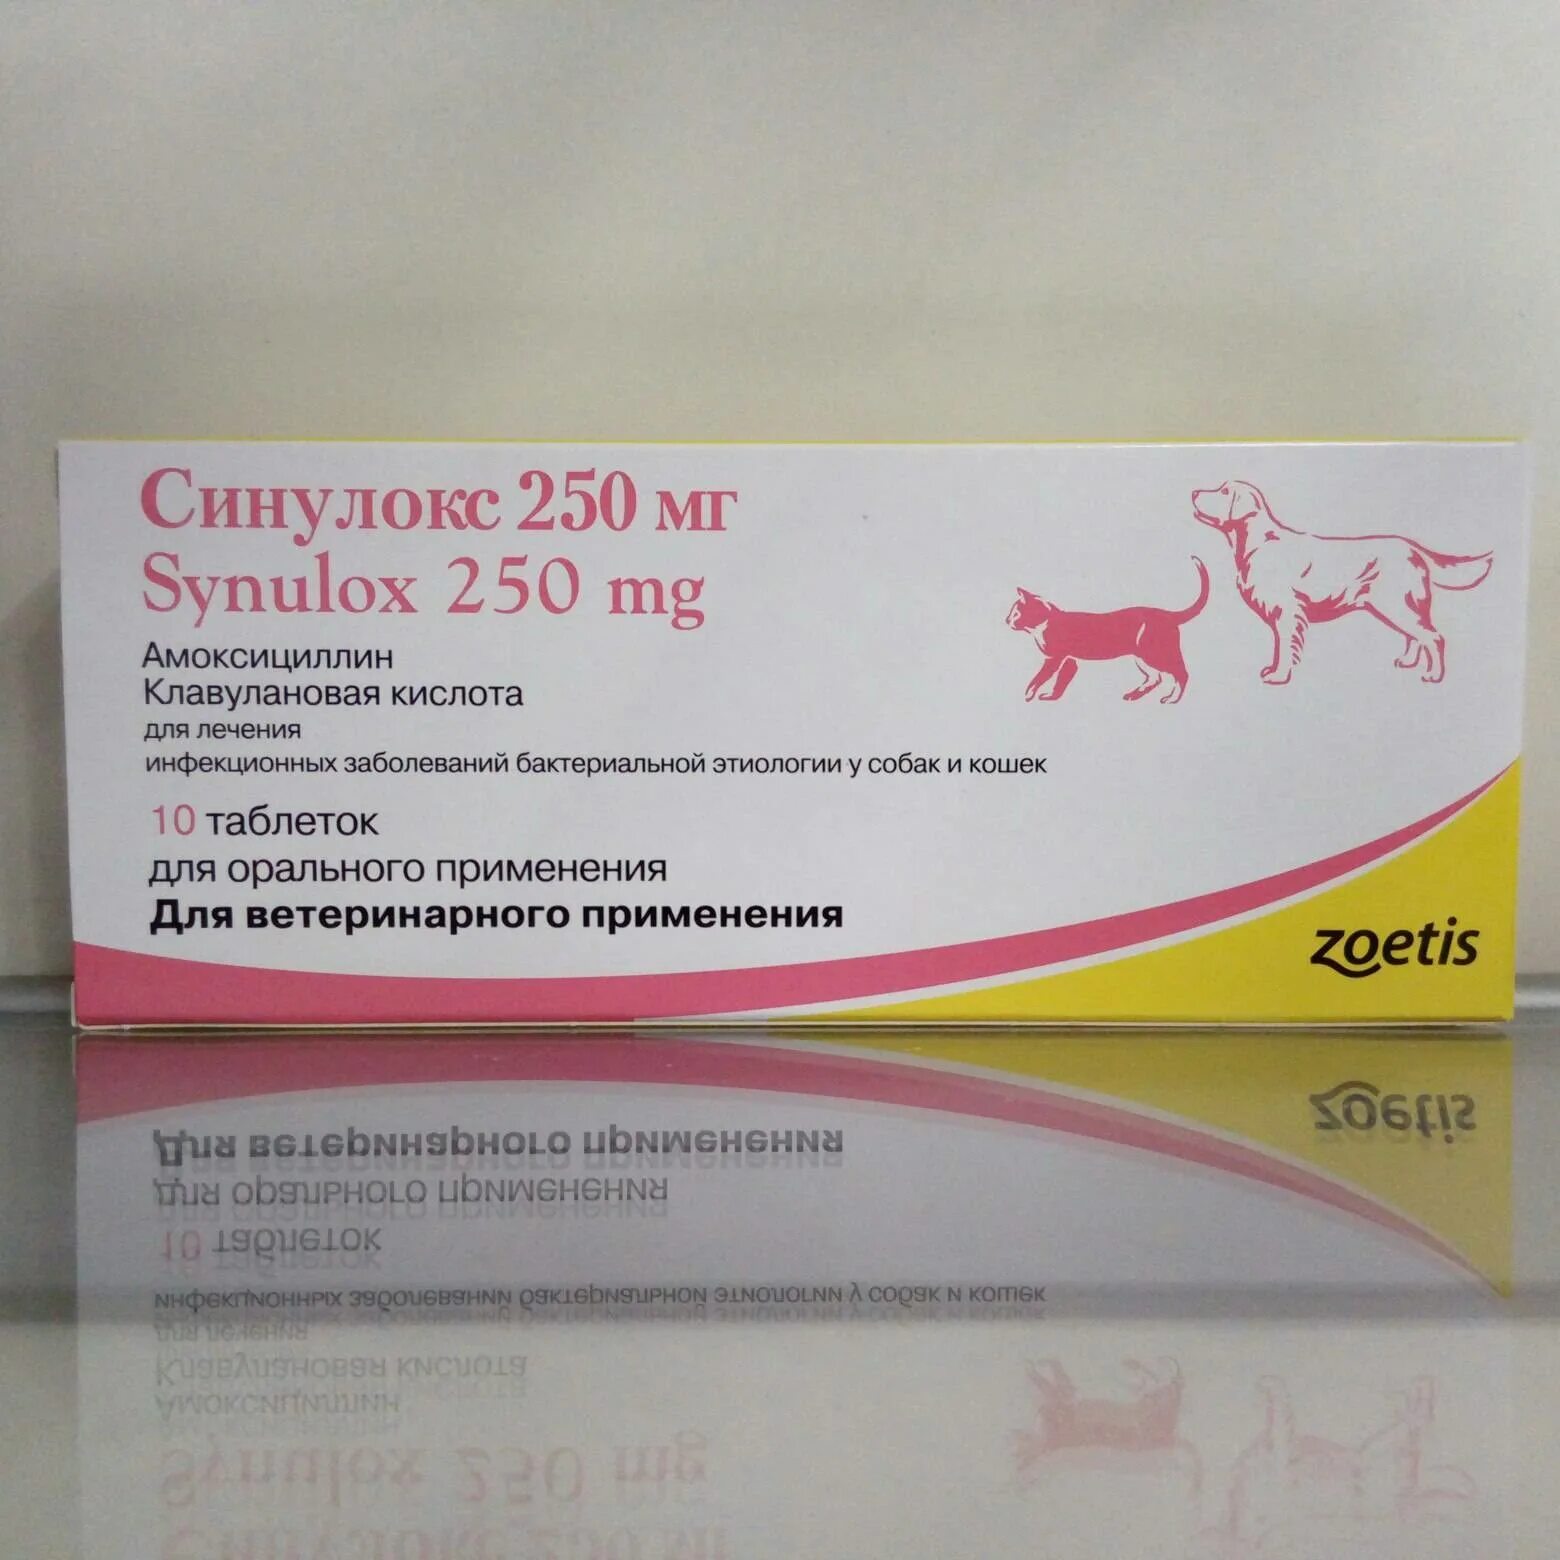 Синулокс 250 мг
Synulox 250 mg
Амоксициллин
Клавулановая кислота
для лечения
инфекционных заболеваний бактериальной этиологии у собак и кошек
10 таблеток
для орального применения
Для ветеринарного применения
zoetis